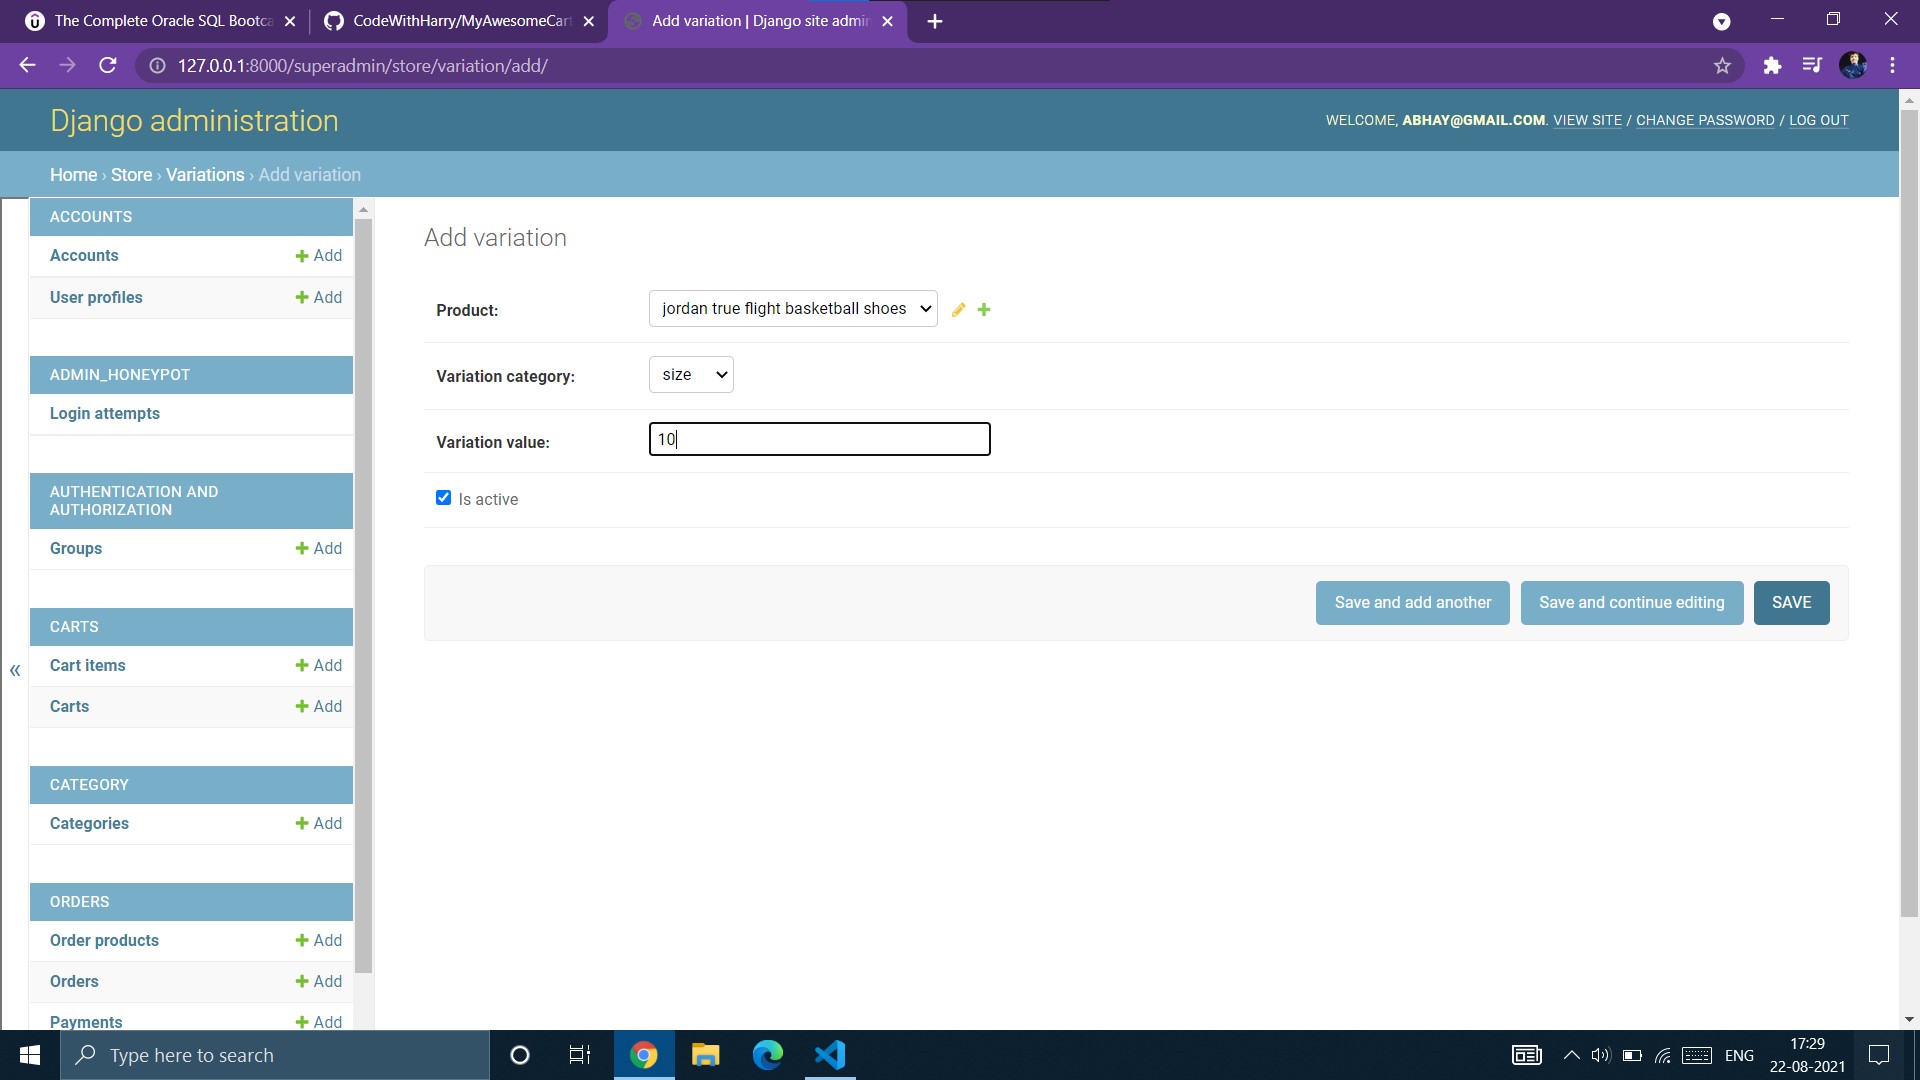 The Complete Oracle SQL Bootca
CodeWithHarry/MyAwesomeCart
Add variation | Django site admin
127.0.0.1:8000/superadmin/store/variation/add/
Django administration
WELCOME, ABHAY@GMAIL.COM. VIEW SITE / CHANGE PASSWORD / LOG OUT
Home › Store › Variations › Add variation
ACCOUNTS
Accounts + Add
User profiles + Add
ADMIN_HONEYPOT
Login attempts
AUTHENTICATION AND
AUTHORIZATION
Groups + Add
CARTS
Cart items + Add
Carts + Add
CATEGORY
Categories + Add
ORDERS
Order products + Add
Orders + Add
Payments + Add
«
Add variation
Product: jordan true flight basketball shoes
Variation category: size
Variation value: 10
Is active
Save and add another Save and continue editing SAVE
Type here to search
ENG
17:29
22-08-2021